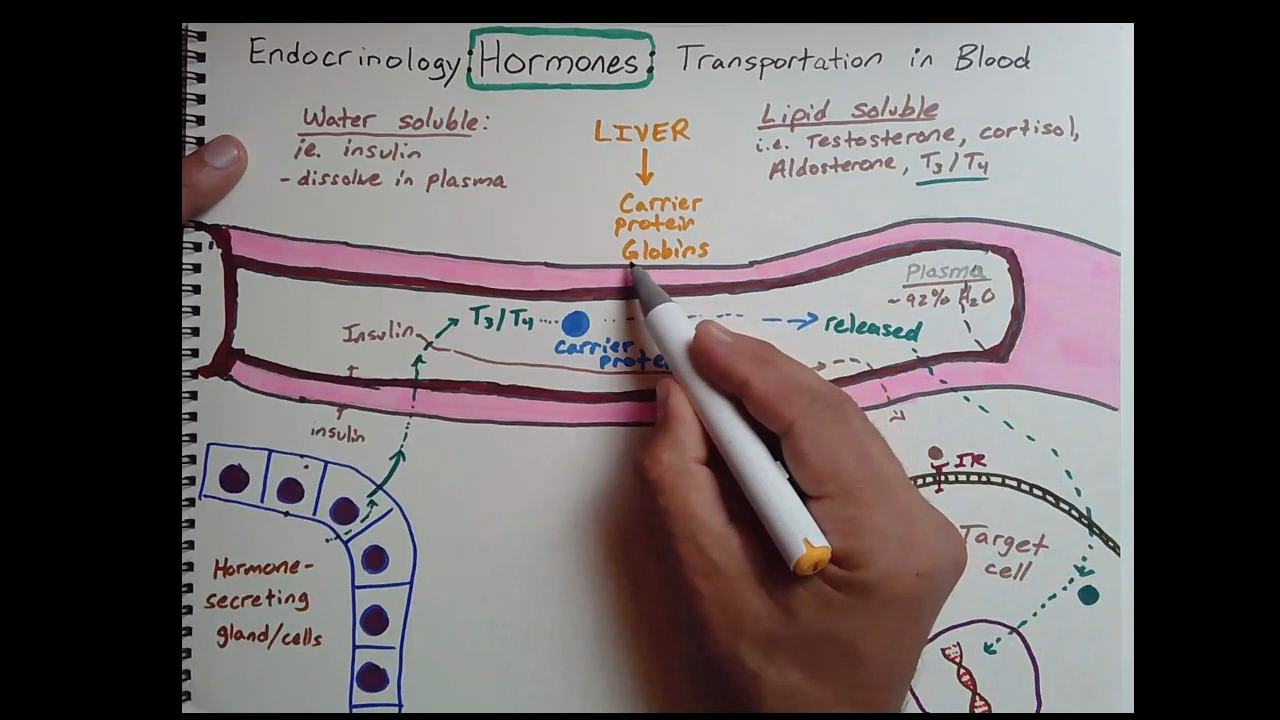 Endocrinology Hormones Transportation in Blood
Water soluble:
ie. insulin
- dissolve in plasma
LIVER
Carrier
protein
Globins
Lipid soluble
i.e. Testosterone, cortisol,
Aldosterone, T3/T4
Plasma
~92% H2O
Insulin
T3/T4
carrier
released
insulin
IR
Target
cell
Hormone-
secreting
gland/cells